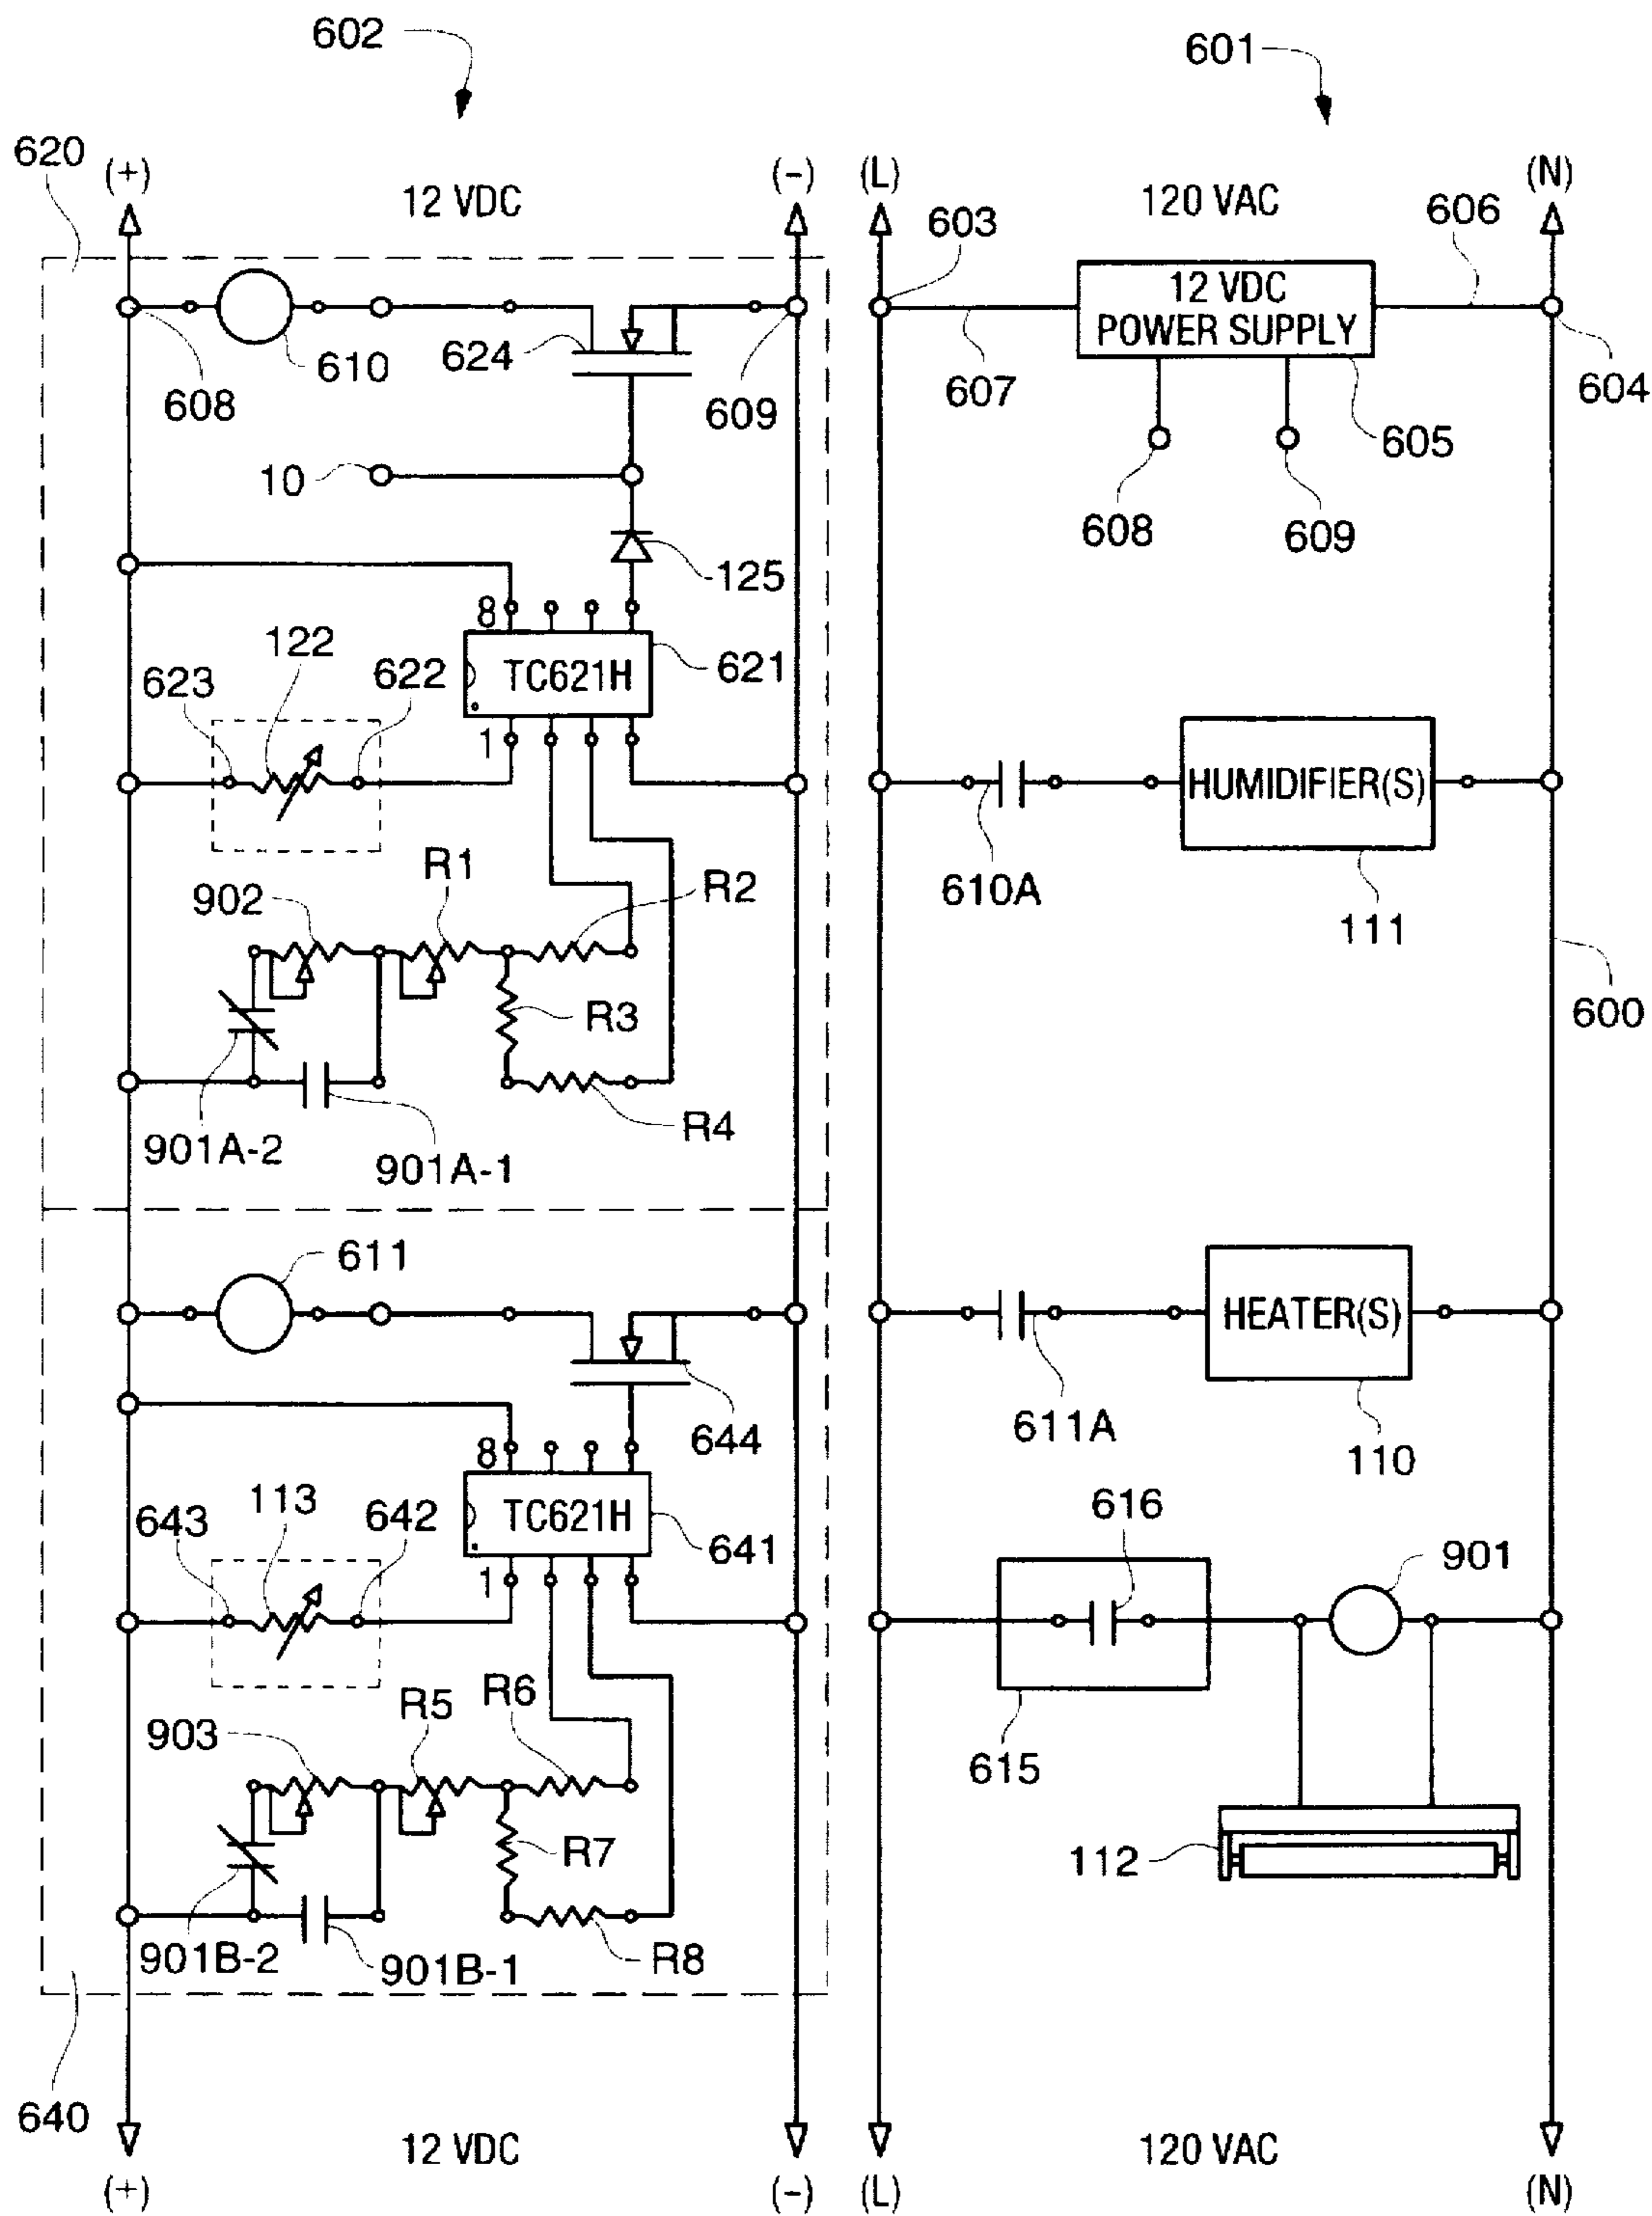 602
601
620
(+)
12 VDC
(-)
(L)
120 VAC
(N)
603
606
12 VDC
POWER SUPPLY
610
624
608
609
607
604
605
10
608
609
125
8
122
TC621H
621
623
622
1
HUMIDIFIER(S)
R1
R2
610A
902
111
R3
600
R4
901A-2
901A-1
611
HEATER(S)
611A
644
110
8
113
616
643
642
TC621H
641
901
1
R6
R5
903
615
R7
112
901B-2
901B-1
R8
640
12 VDC
120 VAC
(+)
(-)
(L)
(N)